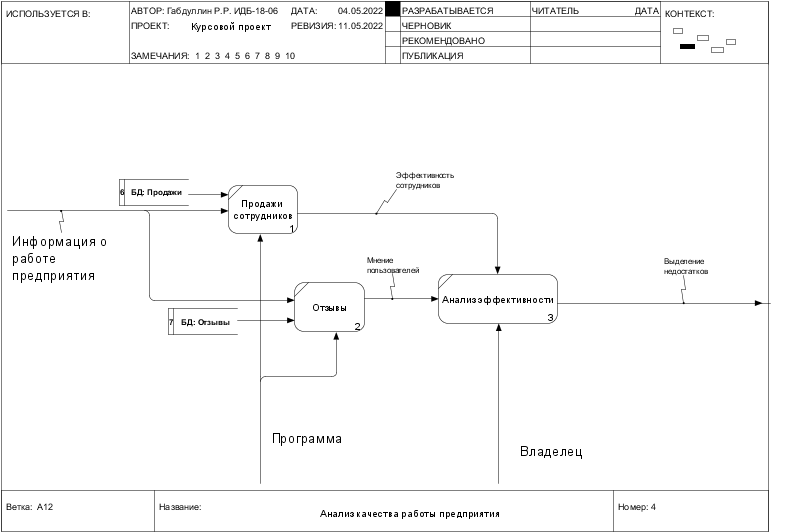 ИСПОЛЬЗУЕТСЯ В:
АВТОР: Габдуллин Р.Р. ИДБ-18-06 ДАТА: 04.05.2022
РАЗРАБАТЫВАЕТСЯ
ЧИТАТЕЛЬ ДАТА
КОНТЕКСТ:
ПРОЕКТ: Курсовой проект РЕВИЗИЯ: 11.05.2022
ЧЕРНОВИК
РЕКОМЕНДОВАНО
ЗАМЕЧАНИЯ: 1 2 3 4 5 6 7 8 9 10
ПУБЛИКАЦИЯ
Эффективность
сотрудников
6 БД: Продажи
Продажи
сотрудников
1
Информация о
работе
предприятия
Мнение
пользователей
Выделение
недостатков
Отзывы
2
Анализ эффективности
3
7 БД: Отзывы
Программа
Владелец
Ветка: A12
Название:
Анализ качества работы предприятия
Номер: 4